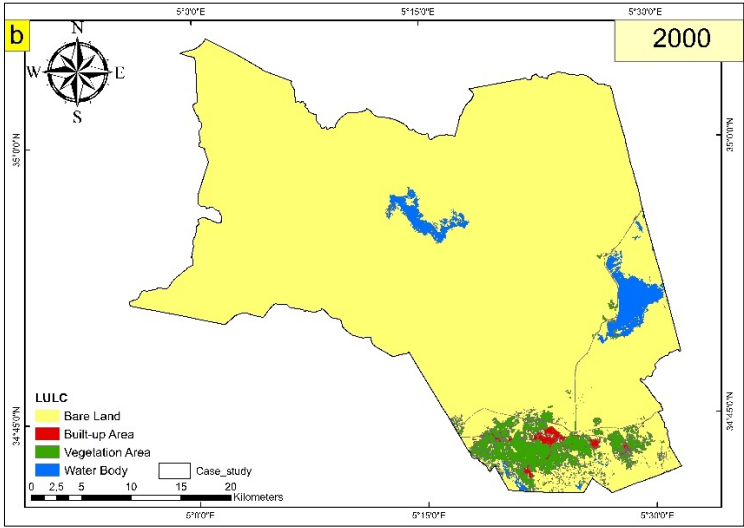 b
5°0'0"E
5°15'0"E
5°30'0"E
2000
N
W E
S
35°0'0"N
35°0'0"N
34°45'0"N
34°45'0"N
LULC
Bare Land
Built-up Area
Vegetation Area
Water Body
Case_study
0 2,5 5 10 15 20
Kilometers
5°0'0"E
5°15'0"E
5°30'0"E